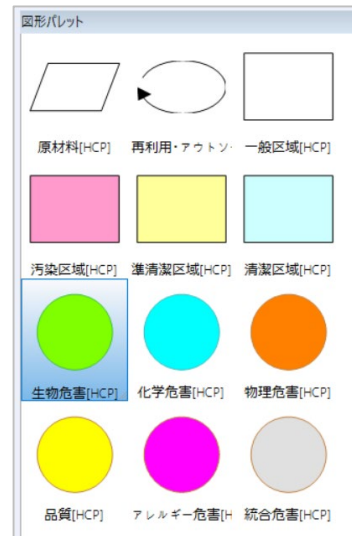 図形パレット
原材料[HCP]
再利用・アウトソ
一般区域[HCP]
汚染区域[HCP]
準清潔区域[HCP]
清潔区域[HCP]
生物危害[HCP]
化学危害[HCP]
物理危害[HCP]
品質[HCP]
アレルギー危害[H
統合危害[HCP]